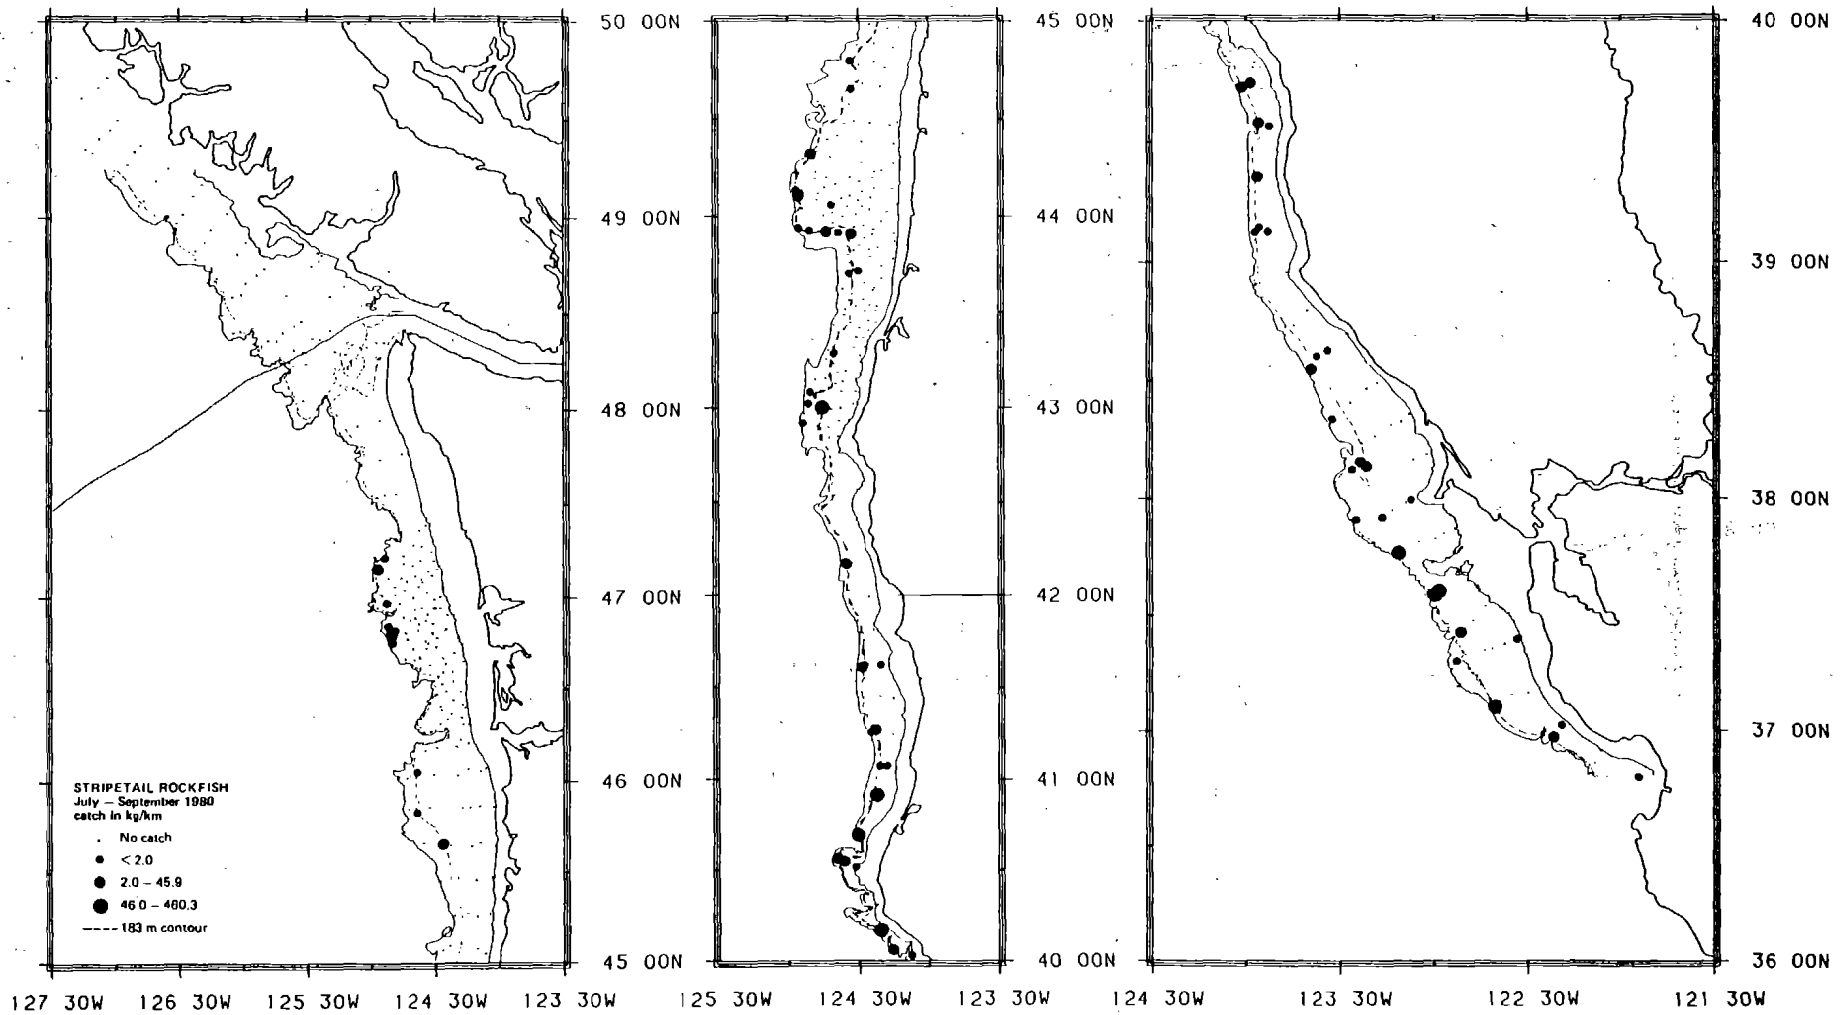 50 00N
49 00N
48 00N
47 00N
46 00N
45 00N
STRIPETAIL ROCKFISH
July – September 1980
catch in kg/km
No catch
< 2.0
2.0 – 45.9
46.0 – 460.3
183 m contour
127 30W 126 30W 125 30W 124 30W 123 30W
45 00N
44 00N
43 00N
42 00N
41 00N
40 00N
125 30W 124 30W 123 30W
40 00N
39 00N
38 00N
37 00N
36 00N
124 30W 123 30W 122 30W 121 30W